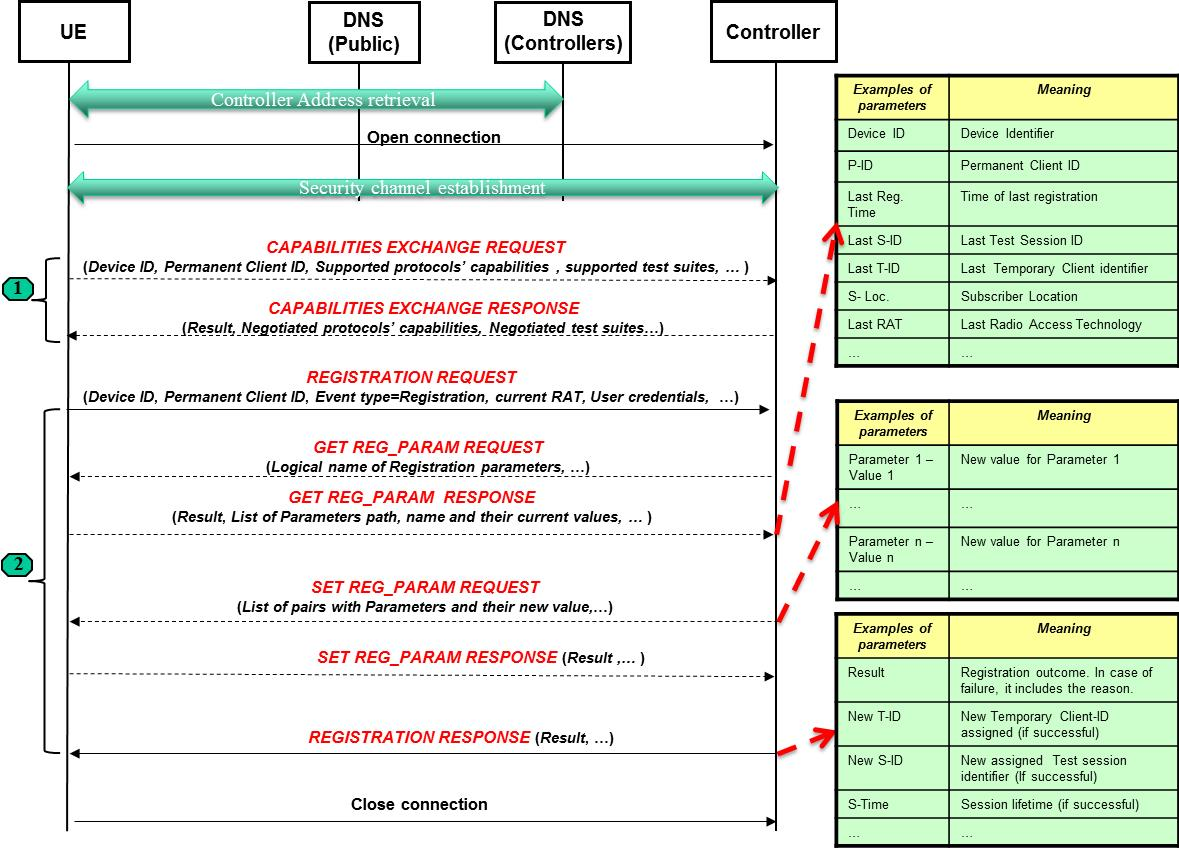 UE
DNS
(Public)
DNS
(Controllers)
Controller
Controller Address retrieval
Open connection
Security channel establishment
CAPABILITIES EXCHANGE REQUEST
(Device ID, Permanent Client ID, Supported protocols' capabilities , supported test suites, … )
1
CAPABILITIES EXCHANGE RESPONSE
(Result, Negotiated protocols' capabilities, Negotiated test suites…)
REGISTRATION REQUEST
(Device ID, Permanent Client ID, Event type=Registration, current RAT, User credentials, …)
GET REG_PARAM REQUEST
(Logical name of Registration parameters, …)
GET REG_PARAM RESPONSE
(Result, List of Parameters path, name and their current values, … )
2
SET REG_PARAM REQUEST
(List of pairs with Parameters and their new value,…)
SET REG_PARAM RESPONSE (Result ,… )
REGISTRATION RESPONSE (Result, …)
Close connection
Examples of
parameters
Meaning
Device ID
Device Identifier
P-ID
Permanent Client ID
Last Reg.
Time
Time of last registration
Last S-ID
Last Test Session ID
Last T-ID
Last Temporary Client identifier
S- Loc.
Subscriber Location
Last RAT
Last Radio Access Technology
…
…
Examples of
parameters
Meaning
Parameter 1 –
Value 1
New value for Parameter 1
…
…
Parameter n –
Value n
New value for Parameter n
…
…
Examples of
parameters
Meaning
Result
Registration outcome. In case of
failure, it includes the reason.
New T-ID
New Temporary Client-ID
assigned (if successful)
New S-ID
New assigned Test session
identifier (If successful)
S-Time
Session lifetime (if successful)
…
…